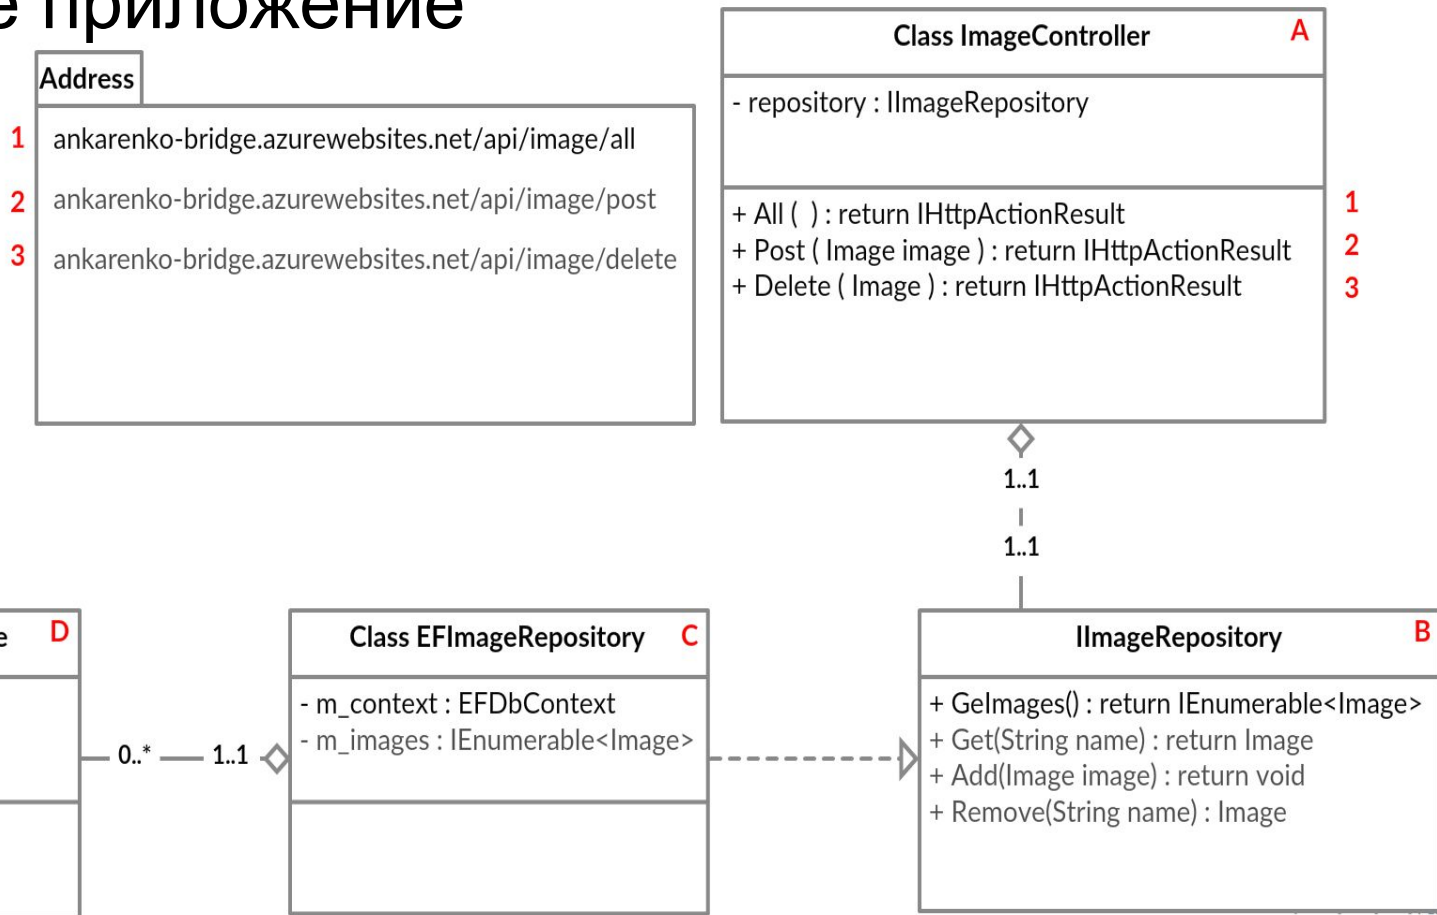 е приложение
Address
1 ankarenko-bridge.azurewebsites.net/api/image/all
2 ankarenko-bridge.azurewebsites.net/api/image/post
3 ankarenko-bridge.azurewebsites.net/api/image/delete
Class ImageController A
- repository : IImageRepository
+ All ( ) : return IHttpActionResult 1
+ Post ( Image image ) : return IHttpActionResult 2
+ Delete ( Image ) : return IHttpActionResult 3
1..1
1..1
e D
0..* 1..1
Class EFImageRepository C
- m_context : EFDbContext
- m_images : IEnumerable<Image>
IImageRepository B
+ GeImages() : return IEnumerable<Image>
+ Get(String name) : return Image
+ Add(Image image) : return void
+ Remove(String name) : Image